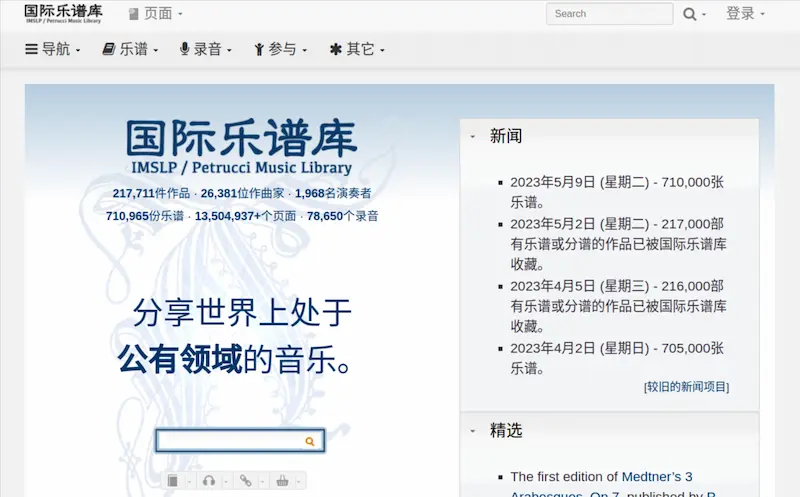 国际乐谱库
IMSLP / Petrucci Music Library
页面
Search
登录
导航
乐谱
录音
参与
其它
国际乐谱库
IMSLP / Petrucci Music Library
217,711件作品 · 26,381位作曲家 · 1,968名演奏者
710,965份乐谱 · 13,504,937+个页面 · 78,650个录音
分享世界上处于
公有领域的音乐。
新闻
2023年5月9日 (星期二) - 710,000张
乐谱。
2023年5月2日 (星期二) - 217,000部
有乐谱或分谱的作品已被国际乐谱库
收藏。
2023年4月5日 (星期三) - 216,000部
有乐谱或分谱的作品已被国际乐谱库
收藏。
2023年4月2日 (星期日) - 705,000张
乐谱。
[较旧的新闻项目]
精选
The first edition of Medtner's 3
Arabesques, Op.7, published by P.